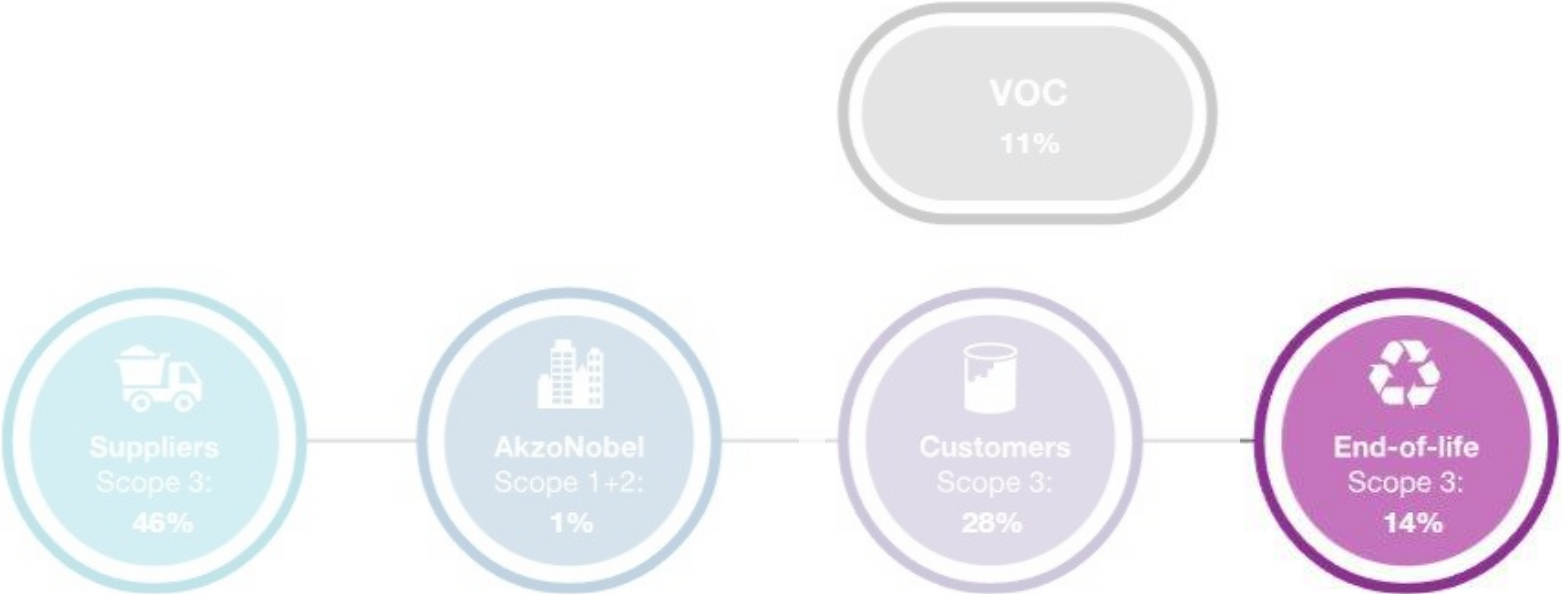 VOC
11%
Suppliers
Scope 3:
46%
AkzoNobel
Scope 1+2:
1%
Customers
Scope 3:
28%
End-of-life
Scope 3:
14%